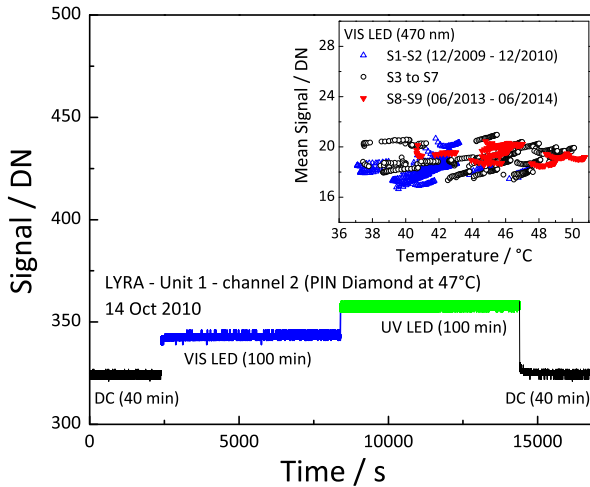 500
450
400
350
300
Signal / DN
0
5000
10000
15000
Time / s
LYRA - Unit 1 - channel 2 (PIN Diamond at 47°C)
14 Oct 2010
DC (40 min)
VIS LED (100 min)
UV LED (100 min)
DC (40 min)
VIS LED (470 nm)
S1-S2 (12/2009 - 12/2010)
S3 to S7
S8-S9 (06/2013 - 06/2014)
28
24
20
16
Mean Signal / DN
36 38 40 42 44 46 48 50
Temperature / °C